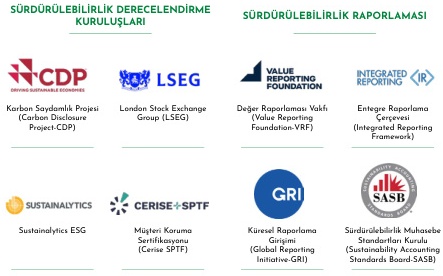 SÜRDÜRÜLEBİLİRLİK DERECELENDİRME
KURULUŞLARI
CDP
DRIVING SUSTAINABLE ECONOMIES
Karbon Saydamlık Projesi
(Carbon Disclosure
Project-CDP)
LSEG
London Stock Exchange
Group (LSEG)
SUSTAINALYTICS
Sustainalytics ESG
CERISE+SPTF
Müşteri Koruma
Sertifikasyonu
(Cerise SPTF)
SÜRDÜRÜLEBİLİRLİK RAPORLAMASI
VALUE
REPORTING
FOUNDATION
Değer Raporlaması Vakfı
(Value Reporting
Foundation-VRF)
INTEGRATED
REPORTING
<IR>
Entegre Raporlama
Çerçevesi
(Integrated Reporting
Framework)
GRI
Küresel Raporlama
Girişimi
(Global Reporting
Initiative-GRI)
SUSTAINABILITY ACCOUNTING
STANDARDS BOARD
SASB
Sürdürülebilirlik Muhasebe
Standartları Kurulu
(Sustainability Accounting
Standards Board-SASB)